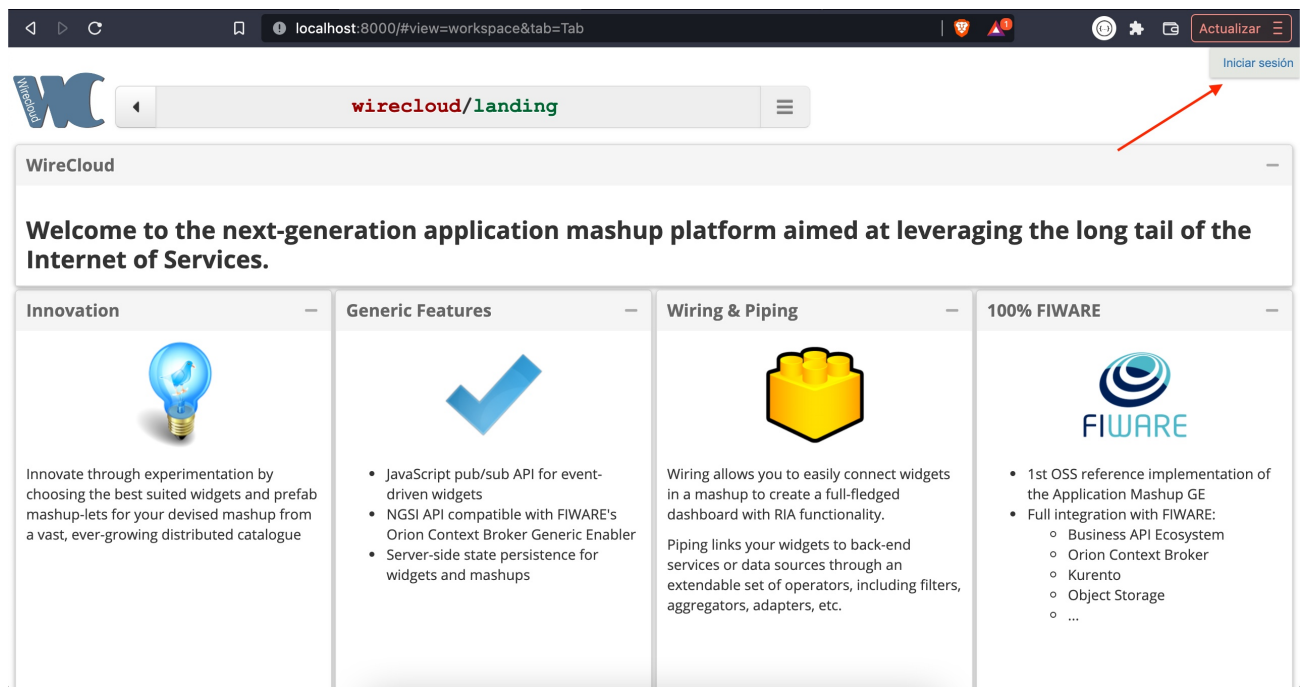 localhost:8000/#view=workspace&tab=Tab
1
Actualizar
Iniciar sesión
Wirecloud
WC
wirecloud/landing
WireCloud
Welcome to the next-generation application mashup platform aimed at leveraging the long tail of the
Internet of Services.
Innovation
Innovate through experimentation by
choosing the best suited widgets and prefab
mashup-lets for your devised mashup from
a vast, ever-growing distributed catalogue
Generic Features
• JavaScript pub/sub API for event-
driven widgets
• NGSI API compatible with FIWARE's
Orion Context Broker Generic Enabler
• Server-side state persistence for
widgets and mashups
Wiring & Piping
Wiring allows you to easily connect widgets
in a mashup to create a full-fledged
dashboard with RIA functionality.
Piping links your widgets to back-end
services or data sources through an
extendable set of operators, including filters,
aggregators, adapters, etc.
100% FIWARE
FIWARE
• 1st OSS reference implementation of
the Application Mashup GE
• Full integration with FIWARE:
◦ Business API Ecosystem
◦ Orion Context Broker
◦ Kurento
◦ Object Storage
◦ ...